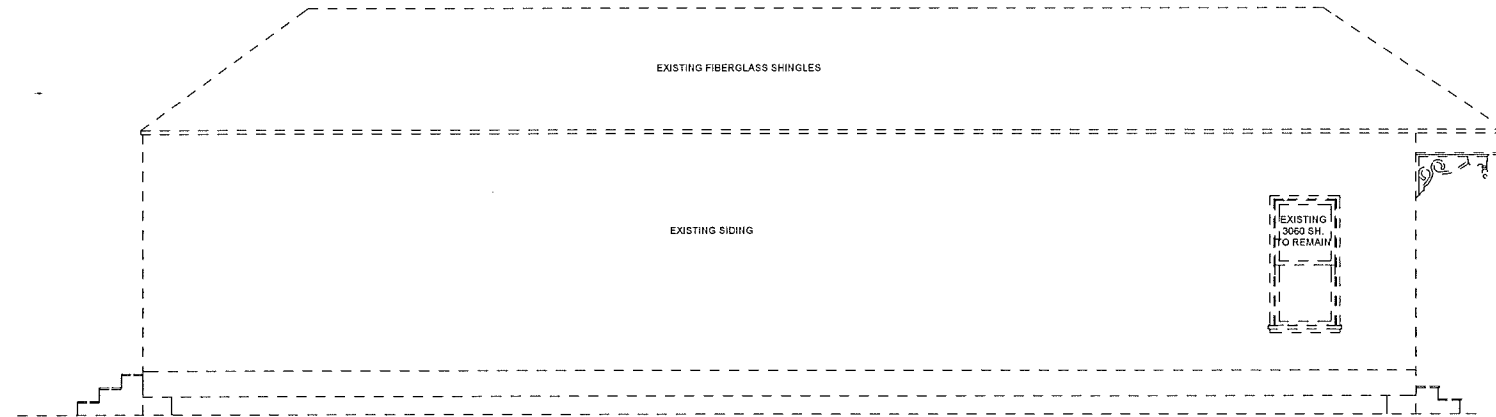 EXISTING FIBERGLASS SHINGLES
EXISTING SIDING
EXISTING
3060 SH.
TO REMAIN